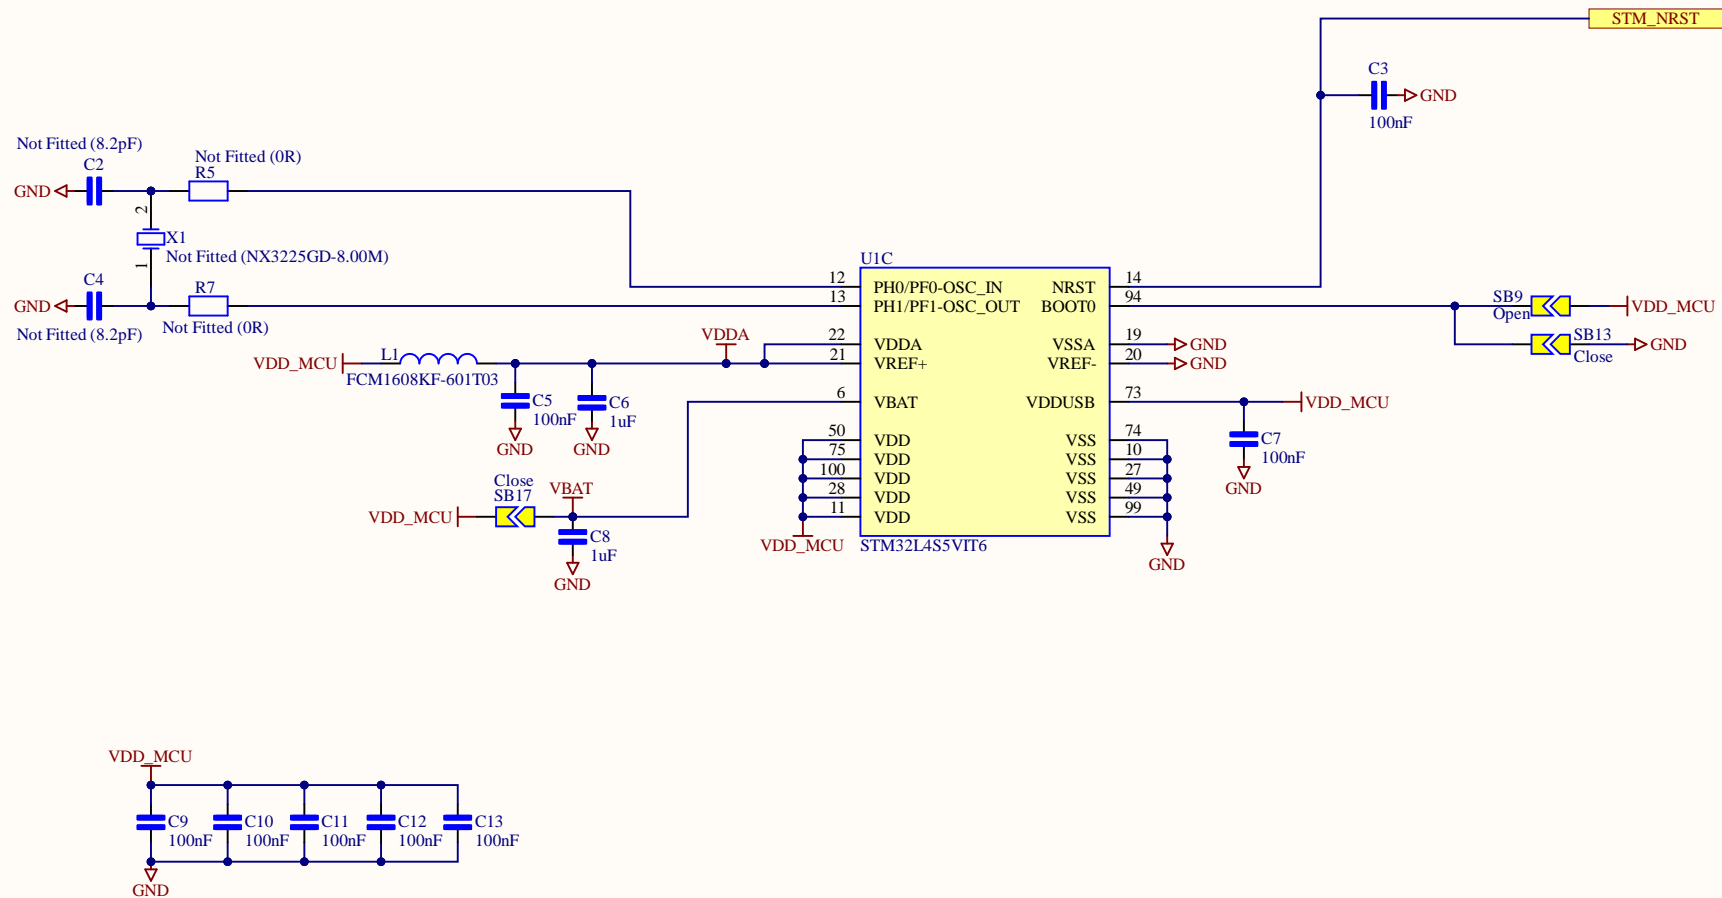 STM_NRST
C3
GND
100nF
Not Fitted (8.2pF)
C2
GND
Not Fitted (0R)
R5
2
X1
Not Fitted (NX3225GD-8.00M)
1
C4
GND
Not Fitted (8.2pF)
R7
Not Fitted (0R)
U1C
12 PH0/PF0-OSC_IN NRST 14
13 PH1/PF1-OSC_OUT BOOT0 94
22 VDDA VSSA 19 GND
21 VREF+ VREF- 20 GND
6 VBAT VDDUSB 73 VDD_MCU
50 VDD VSS 74
75 VDD VSS 10
100 VDD VSS 27
28 VDD VSS 49
11 VDD VSS 99
VDD_MCU
STM32L4S5VIT6
GND
SB9
Open
VDD_MCU
SB13
Close
GND
VDDA
VDD_MCU
L1
FCM1608KF-601T03
C5
100nF
GND
C6
1uF
GND
C7
100nF
GND
Close
SB17
VBAT
VDD_MCU
C8
1uF
GND
VDD_MCU
C9
100nF
C10
100nF
C11
100nF
C12
100nF
C13
100nF
GND